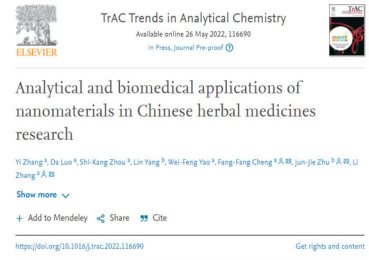 TrAC Trends in Analytical Chemistry
Available online 26 May 2022, 116690
ELSEVIER
In Press, Journal Pre-proof
Analytical and biomedical applications of
nanomaterials in Chinese herbal medicines
research
Yi Zhang a, Da Luo a, Shi-Kang Zhou a, Lin Yang b, Wei-Feng Yao a, Fang-Fang Cheng a, Jun-Jie Zhu b, Li
Zhang a
Show more
Add to Mendeley Share Cite
https://doi.org/10.1016/j.trac.2022.116690 Get rights and content